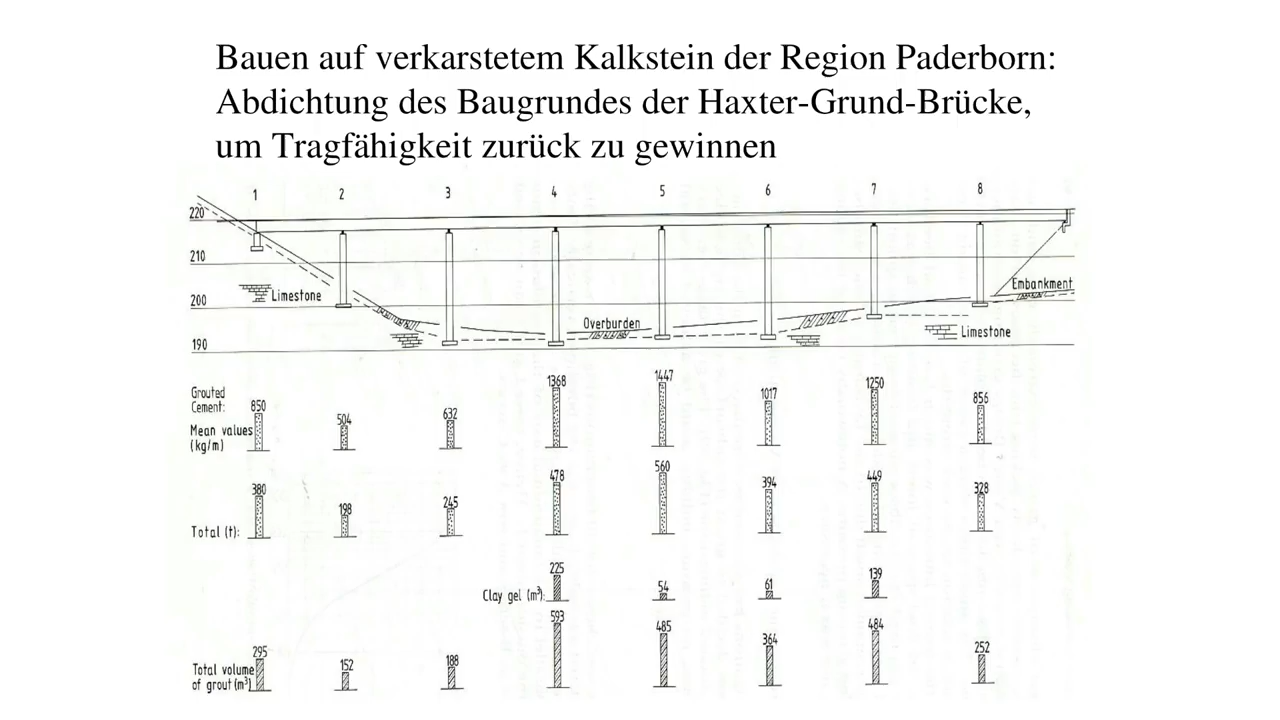 Bauen auf verkarstetem Kalkstein der Region Paderborn:
Abdichtung des Baugrundes der Haxter-Grund-Brücke,
um Tragfähigkeit zurück zu gewinnen
1 2 3 4 5 6 7 8
220
210
200
190
Limestone
Overburden
Embankment
Limestone
Grouted
Cement:
Mean values
(kg/m)
850 504 632 1368 1447 1017 1250 856
Total (t):
380 198 245 478 560 394 449 328
Clay gel (m³):
225 54 61 139
Total volume
of grout (m³)
295 152 188 593 485 364 484 252